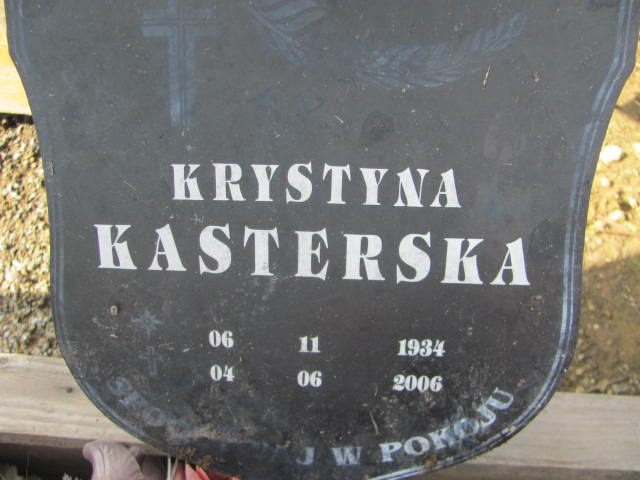 Ś.P.
KRYSTYNA
KASTERSKA
06 11 1934
04 06 2006
W POKOJU